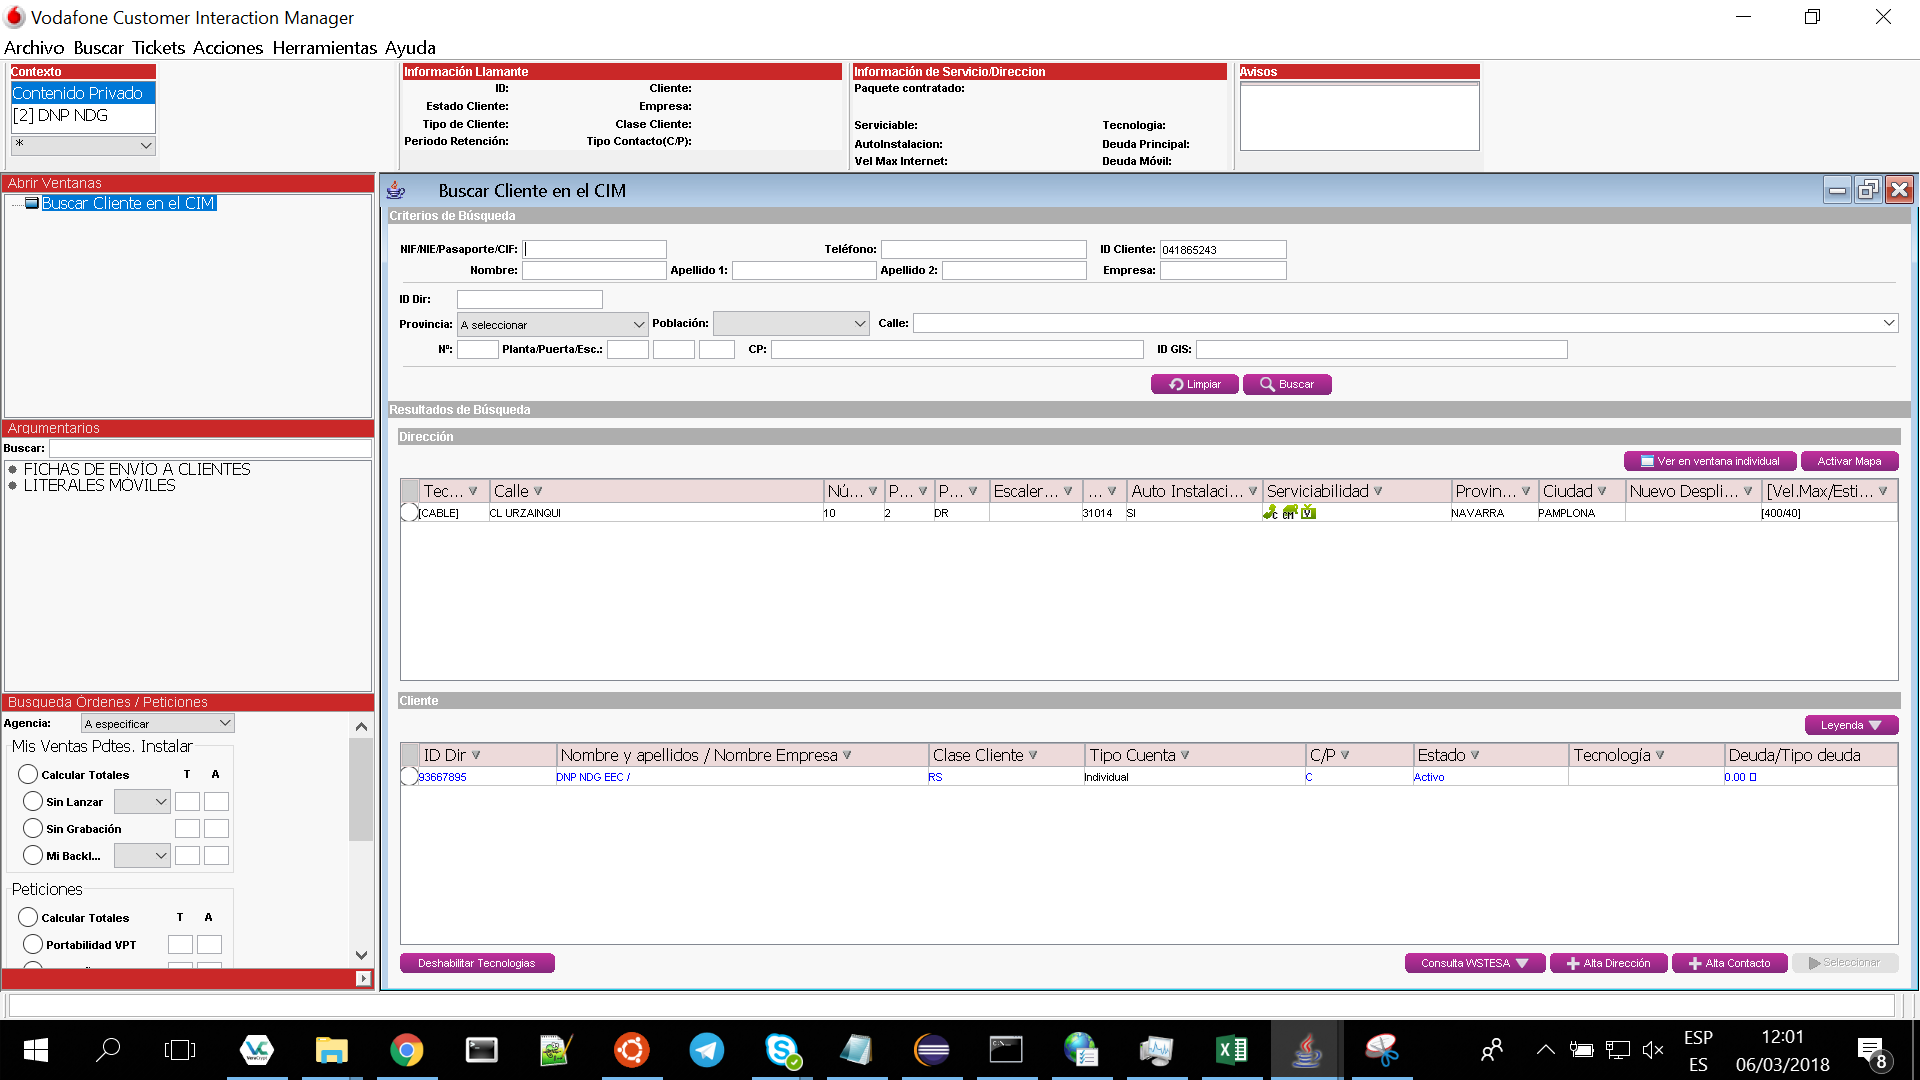 Vodafone Customer Interaction Manager
Archivo Buscar Tickets Acciones Herramientas Ayuda
Contexto
Contenido Privado
[2] DNP NDG
*
Información Llamante
ID: Cliente:
Estado Cliente: Empresa:
Tipo de Cliente: Clase Cliente:
Periodo Retención: Tipo Contacto(C/P):
Información de Servicio/Direccion
Paquete contratado:
Serviciable: Tecnologia:
AutoInstalacion: Deuda Principal:
Vel Max Internet: Deuda Móvil:
Avisos
Abrir Ventanas
Buscar Cliente en el CIM
Argumentarios
Buscar:
FICHAS DE ENVÍO A CLIENTES
LITERALES MÓVILES
Busqueda Órdenes / Peticiones
Agencia: A especificar
Mis Ventas Pdtes. Instalar
Calcular Totales T A
Sin Lanzar
Sin Grabación
Mi Backl...
Peticiones
Calcular Totales T A
Portabilidad VPT
Buscar Cliente en el CIM
Criterios de Búsqueda
NIF/NIE/Pasaporte/CIF: Teléfono: ID Cliente: 041865243
Nombre: Apellido 1: Apellido 2: Empresa:
ID Dir:
Provincia: A seleccionar Población: Calle:
Nº: Planta/Puerta/Esc.: CP: ID GIS:
Limpiar Buscar
Resultados de Búsqueda
Dirección
Ver en ventana individual Activar Mapa
Tec... Calle Nú... P... P... Escaler... ... Auto Instalaci... Serviciabilidad Provin... Ciudad Nuevo Despli... [Vel.Max/Esti...
[CABLE] CL URZAINQUI 10 2 DR 31014 SI C CM V NAVARRA PAMPLONA [400/40]
Cliente
Leyenda
ID Dir Nombre y apellidos / Nombre Empresa Clase Cliente Tipo Cuenta C/P Estado Tecnología Deuda/Tipo deuda
93667895 DNP NDG EEC / RS Individual C Activo 0.00
Deshabilitar Tecnologias Consulta WSTESA Alta Dirección Alta Contacto Seleccionar
ESP
ES
12:01
06/03/2018
8